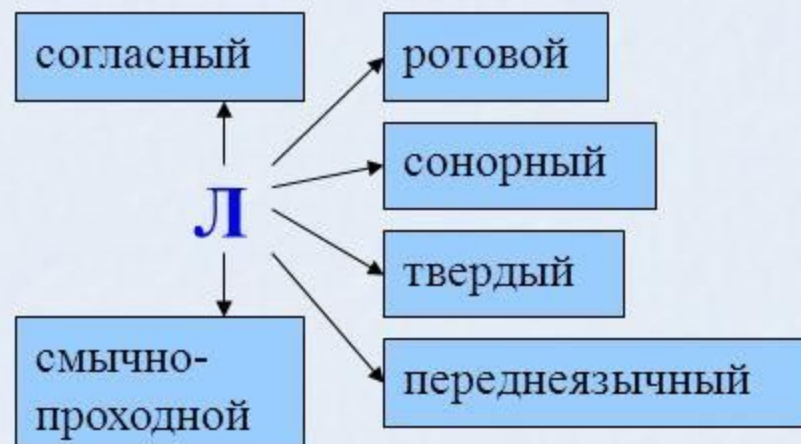 согласный
ротовой
сонорный
Л
твердый
смычно-
проходной
переднеязычный